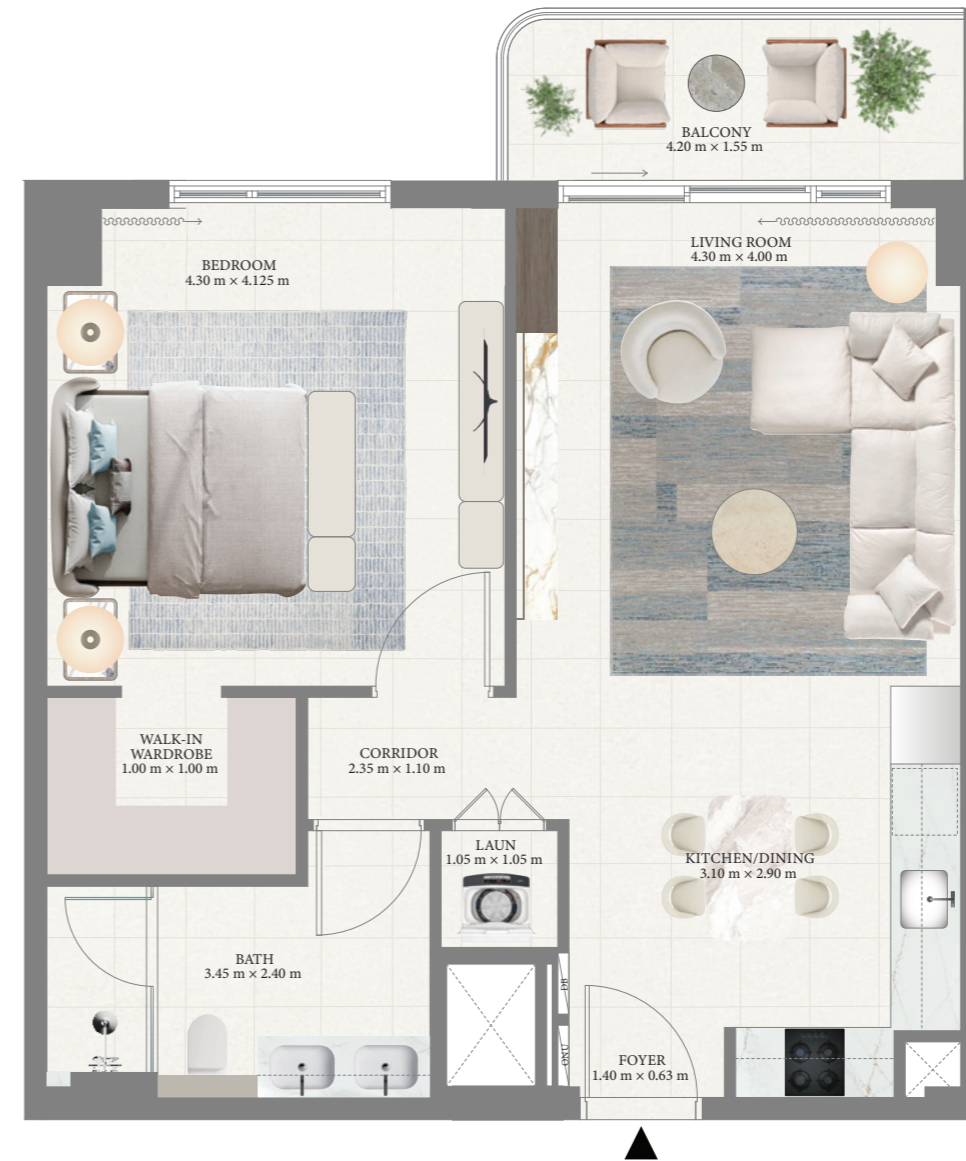 BALCONY
4.20 m × 1.55 m
LIVING ROOM
4.30 m × 4.00 m
BEDROOM
4.30 m × 4.125 m
WALK-IN
WARDROBE
1.00 m × 1.00 m
CORRIDOR
2.35 m × 1.10 m
LAUN
1.05 m × 1.05 m
KITCHEN/DINING
3.10 m × 2.90 m
BATH
3.45 m × 2.40 m
DB
ONU
FOYER
1.40 m × 0.63 m